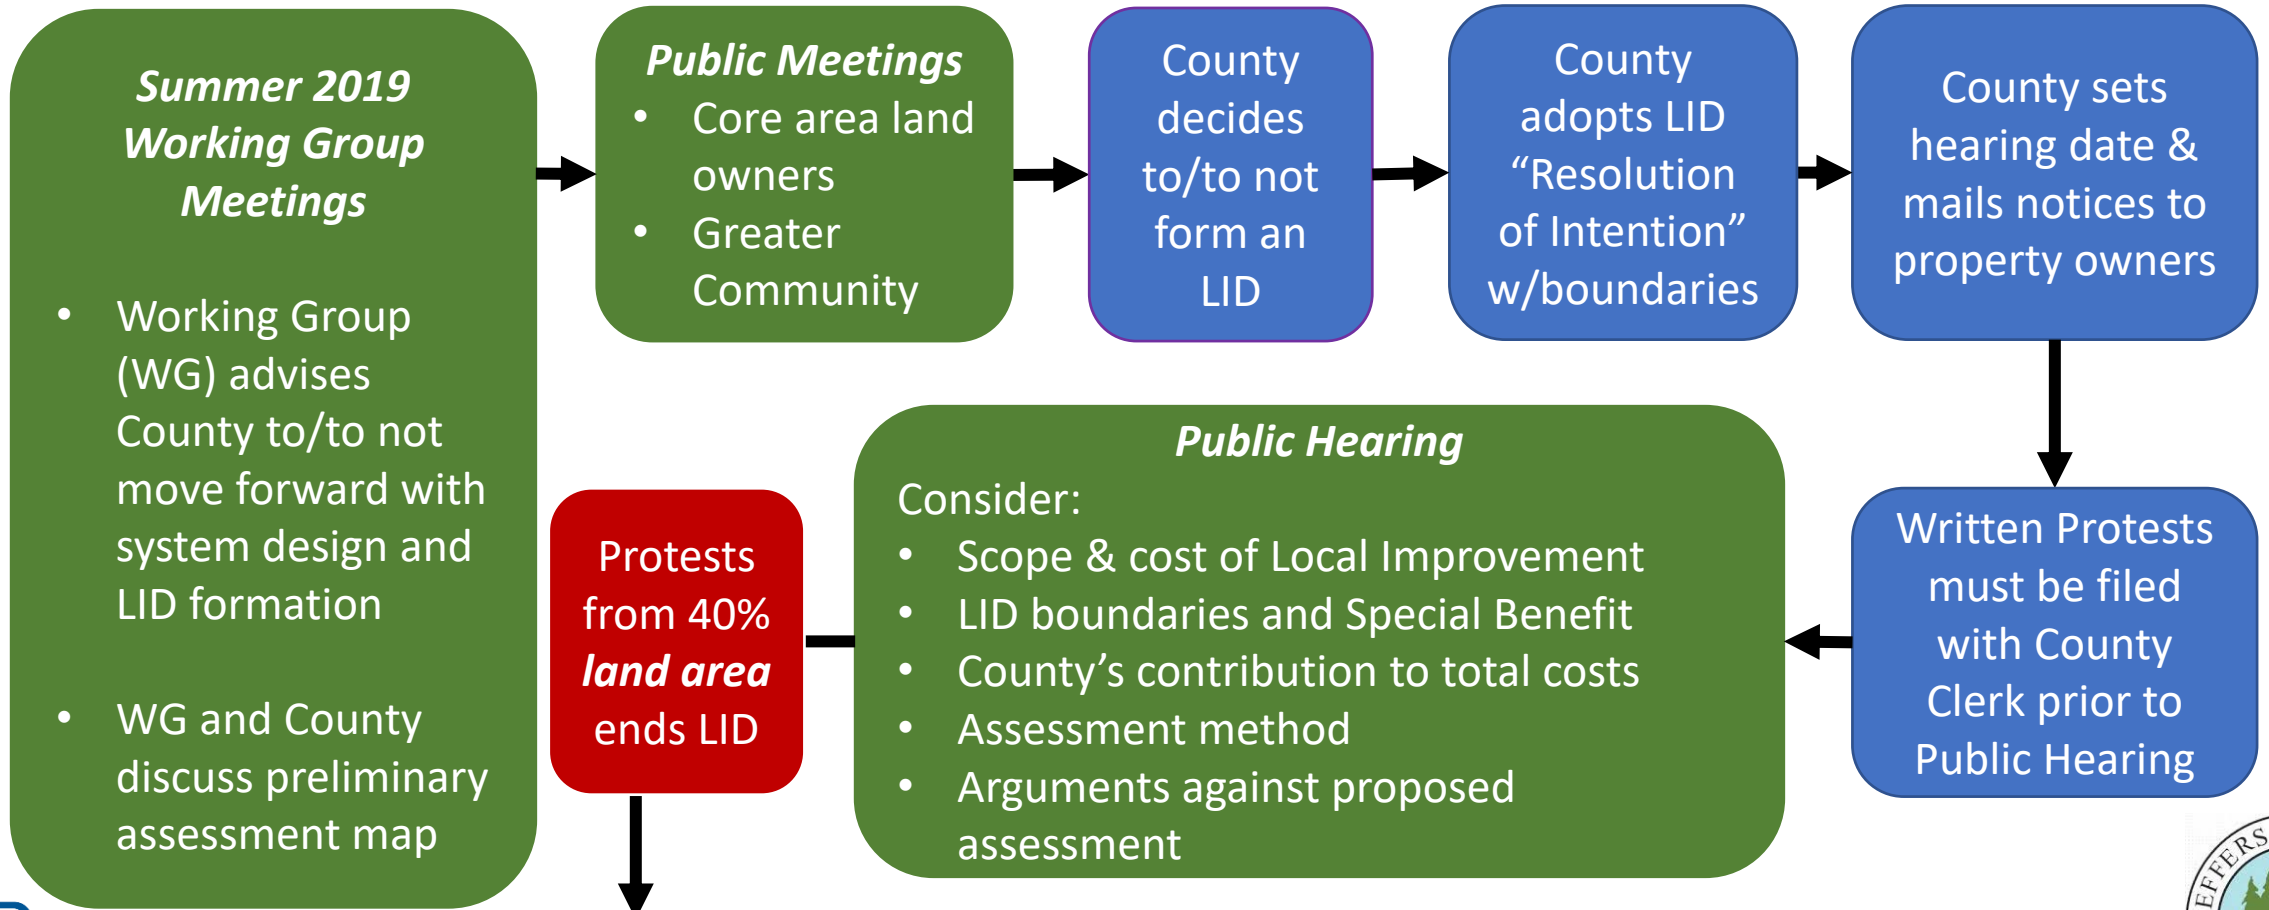 Summer 2019
Working Group
Meetings
• Working Group
(WG) advises
County to/to not
move forward with
system design and
LID formation
• WG and County
discuss preliminary
assessment map
Public Meetings
• Core area land
owners
• Greater
Community
County
decides
to/to not
form an
LID
County
adopts LID
“Resolution
of Intention”
w/boundaries
County sets
hearing date &
mails notices to
property owners
Written Protests
must be filed
with County
Clerk prior to
Public Hearing
Public Hearing
Consider:
• Scope & cost of Local Improvement
• LID boundaries and Special Benefit
• County’s contribution to total costs
• Assessment method
• Arguments against proposed
assessment
Protests
from 40%
land area
ends LID